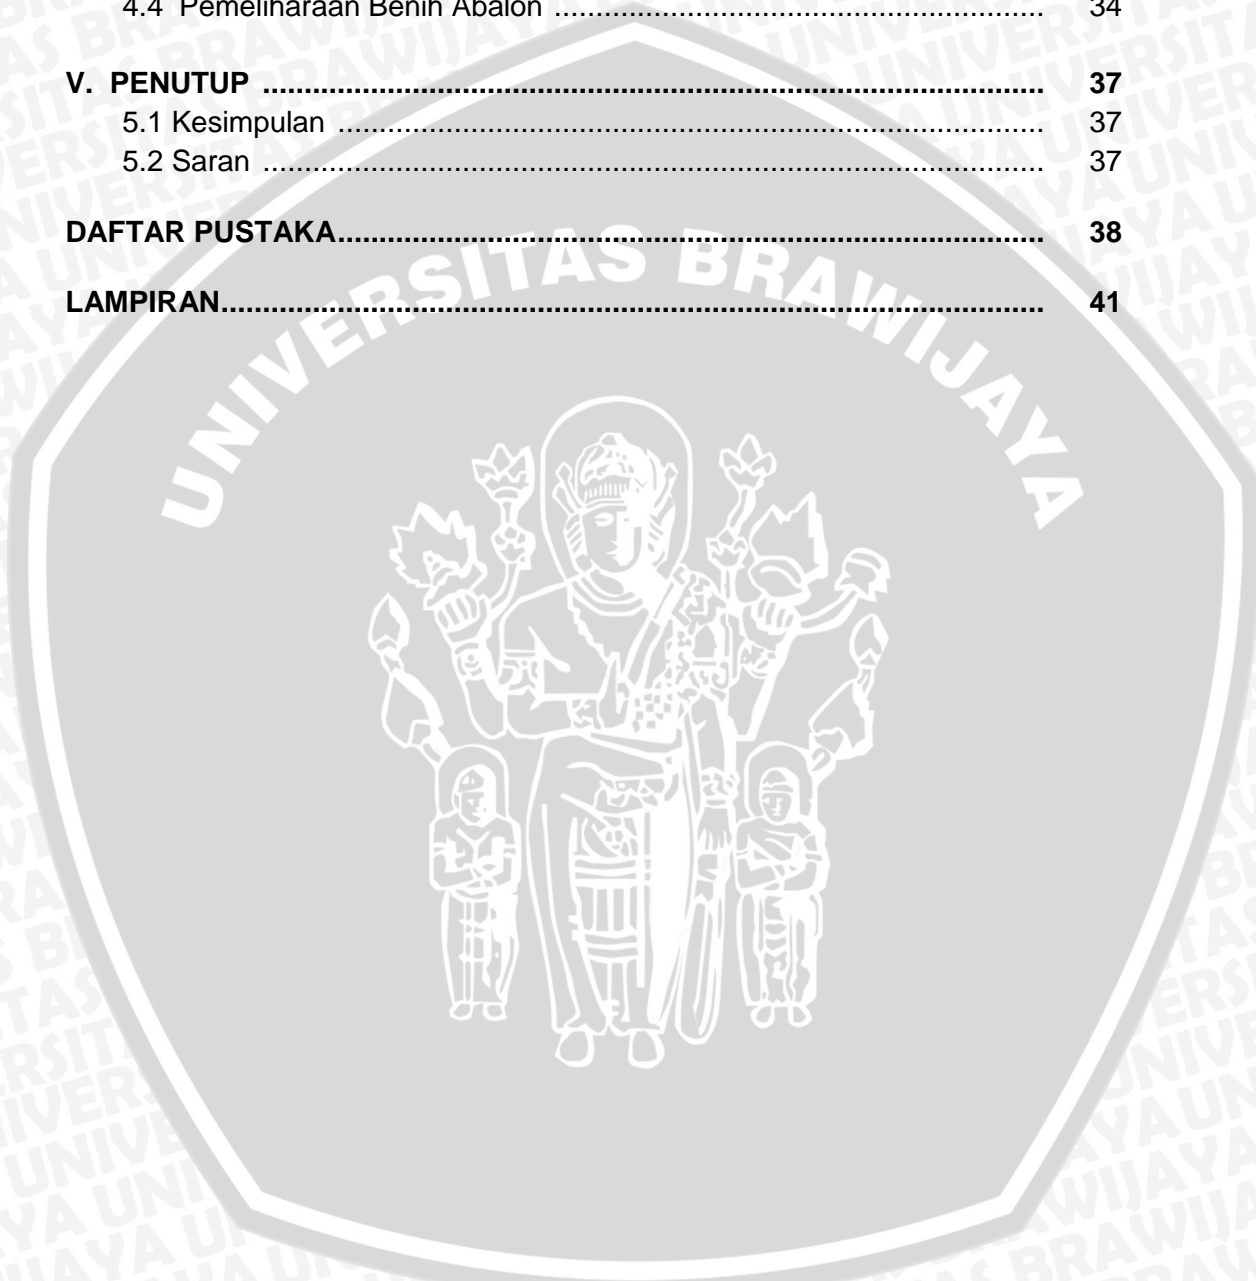 4.4 Pemeliharaan Benih Abalon ............................................................ 34
V. PENUTUP ............................................................................................... 37
5.1 Kesimpulan ...................................................................................... 37
5.2 Saran ............................................................................................... 37
DAFTAR PUSTAKA...................................................................................... 38
LAMPIRAN.................................................................................................... 41
UNIVERSITAS BRAWIJAYA